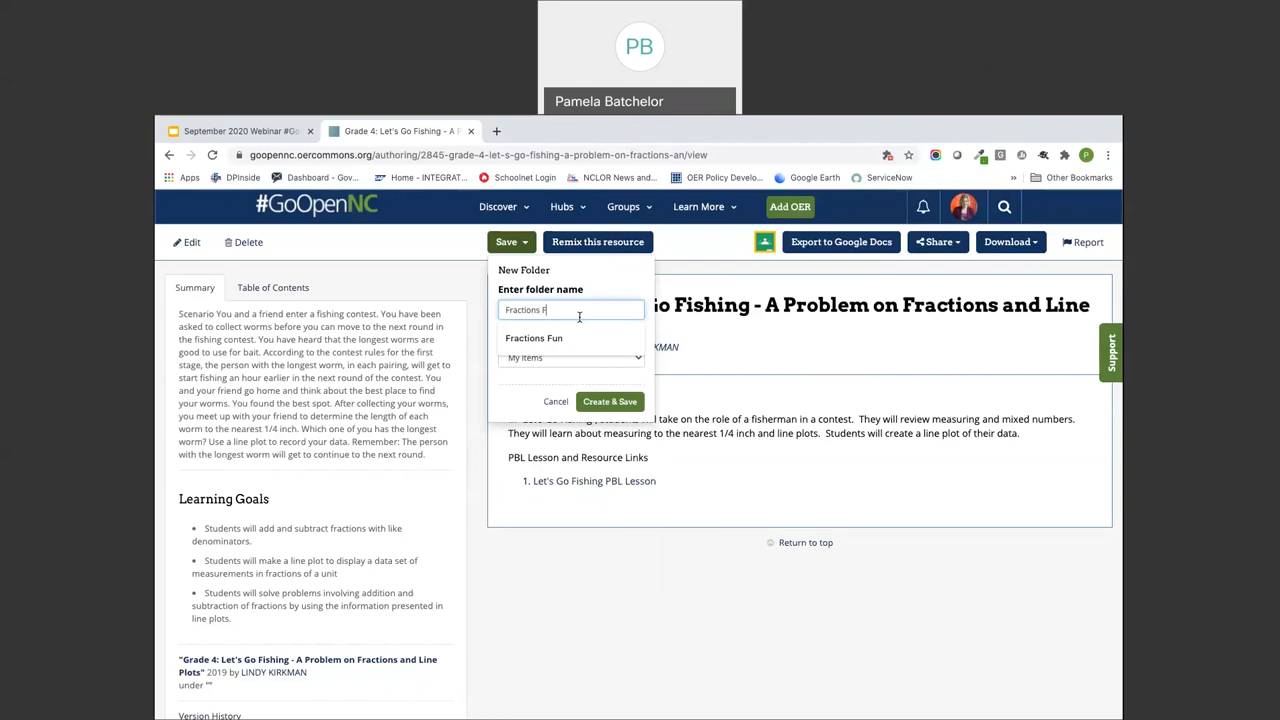 PB
Pamela Batchelor
September 2020 Webinar #Go
Grade 4: Let's Go Fishing - A P
goopennc.oercommons.org/authoring/2845-grade-4-let-s-go-fishing-a-problem-on-fractions-an/view
P
Apps
DPInside
Dashboard - Gov...
Home - INTEGRAT...
Schoolnet Login
NCLOR News and...
OER Policy Develo...
Google Earth
ServiceNow
»
Other Bookmarks
#GoOpenNC
Discover
Hubs
Groups
Learn More
Add OER
Edit
Delete
Save
Remix this resource
Export to Google Docs
Share
Download
Report
Summary
Table of Contents
Scenario You and a friend enter a fishing contest. You have been
asked to collect worms before you can move to the next round in
the fishing contest. You have heard that the longest worms are
good to use for bait. According to the contest rules for the first
stage, the person with the longest worm, in each pairing, will get to
start fishing an hour earlier in the next round of the contest. You
and your friend go home and think about the best place to find
your worms. You found the best spot. After collecting your worms,
you meet up with your friend to determine the length of each
worm to the nearest 1/4 inch. Which one of you has the longest
worm? Use a line plot to record your data. Remember: The person
with the longest worm will get to continue to the next round.
Learning Goals
• Students will add and subtract fractions with like
denominators.
• Students will make a line plot to display a data set of
measurements in fractions of a unit
• Students will solve problems involving addition and
subtraction of fractions by using the information presented in
line plots.
"Grade 4: Let's Go Fishing - A Problem on Fractions and Line
Plots" 2019 by LINDY KIRKMAN
under ""
Version History
New Folder
Enter folder name
Fractions F
Fractions Fun
My Items
Cancel
Create & Save
o Fishing - A Problem on Fractions and Line
KMAN
will take on the role of a fisherman in a contest. They will review measuring and mixed numbers.
They will learn about measuring to the nearest 1/4 inch and line plots. Students will create a line plot of their data.
PBL Lesson and Resource Links
1. Let's Go Fishing PBL Lesson
Return to top
Support